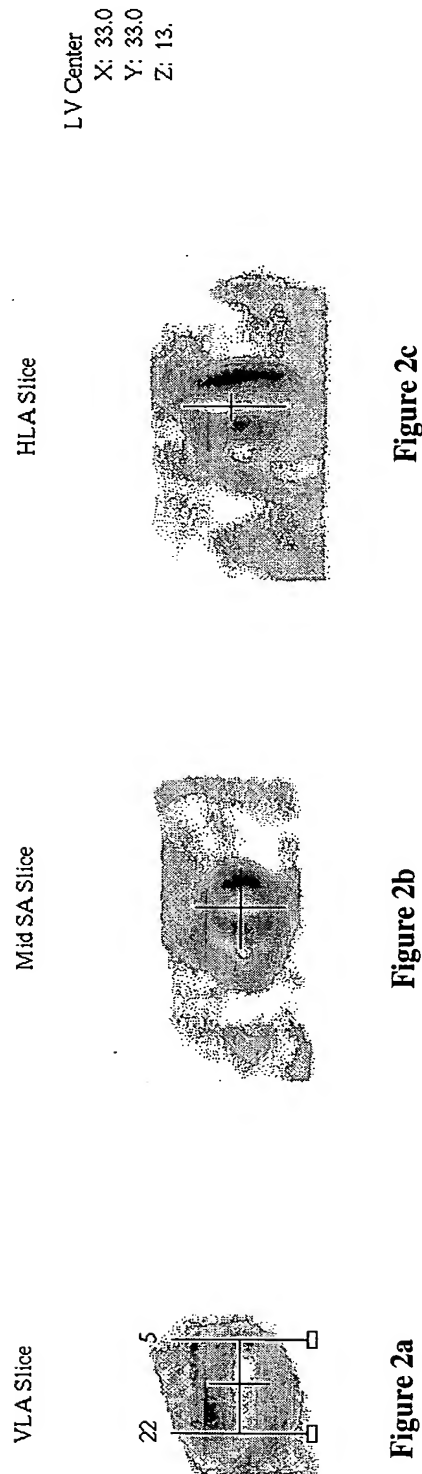 VLA Slice
Mid SA Slice
HLA Slice
LV Center
X: 33.0
Y: 33.0
Z: 13.
22
5
Figure 2a
Figure 2b
Figure 2c